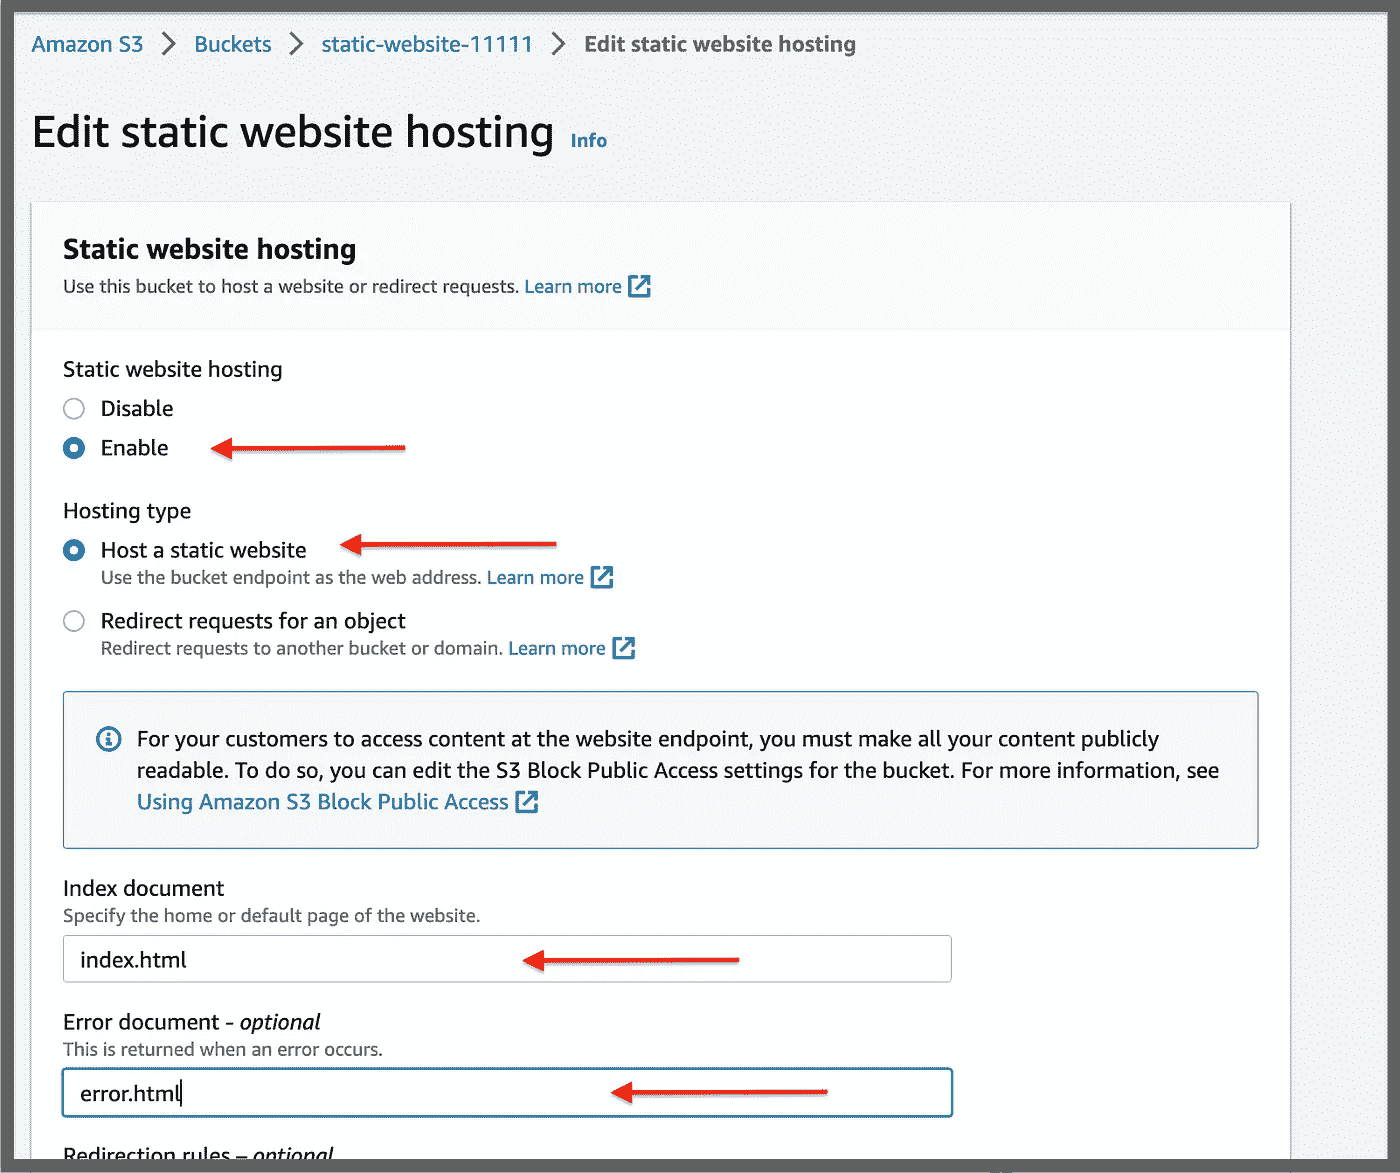 Amazon S3 > Buckets > static-website-11111 > Edit static website hosting
Edit static website hosting Info
Static website hosting
Use this bucket to host a website or redirect requests. Learn more
Static website hosting
Disable
Enable
Hosting type
Host a static website
Use the bucket endpoint as the web address. Learn more
Redirect requests for an object
Redirect requests to another bucket or domain. Learn more
For your customers to access content at the website endpoint, you must make all your content publicly
readable. To do so, you can edit the S3 Block Public Access settings for the bucket. For more information, see
Using Amazon S3 Block Public Access
Index document
Specify the home or default page of the website.
index.html
Error document - optional
This is returned when an error occurs.
error.html
Redirection rules – optional